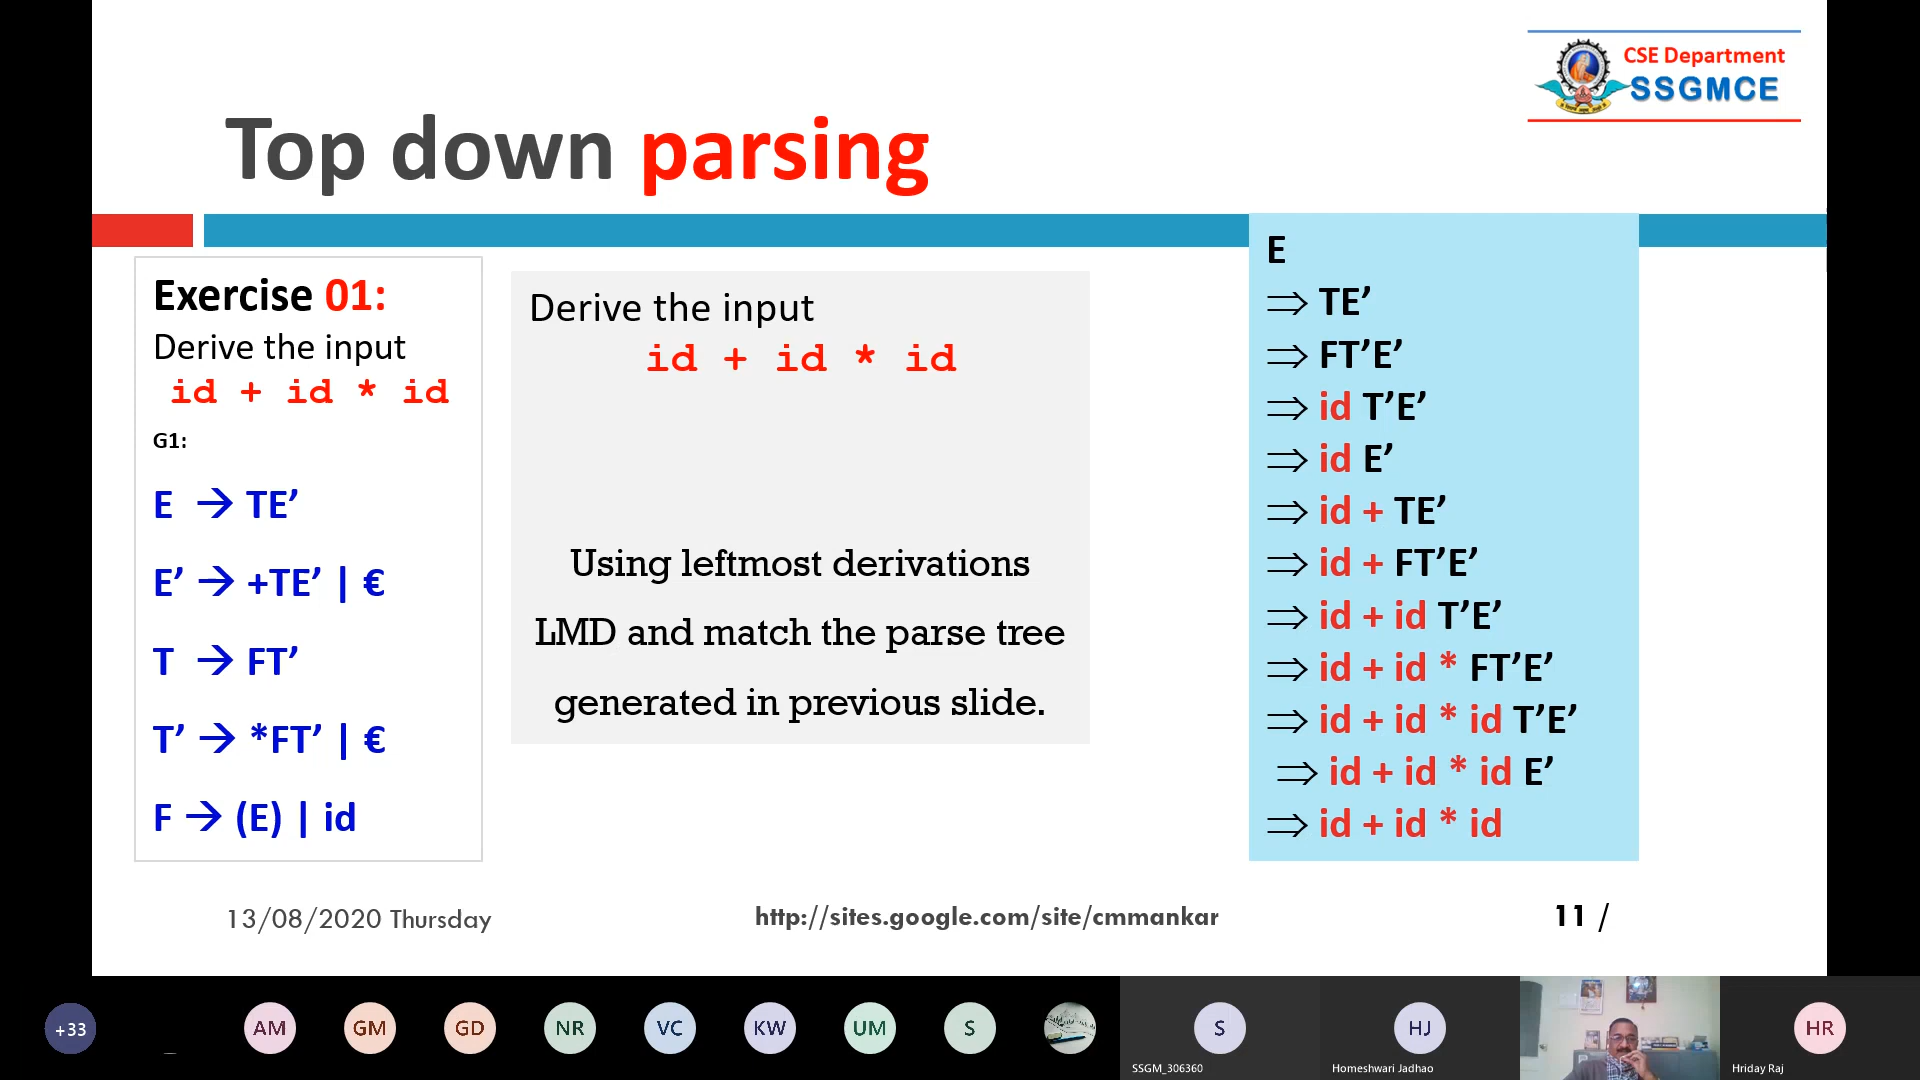 CSE Department
SSGMCE
Top down parsing
Exercise 01:
Derive the input
id + id * id
G1:
E → TE’
E’ → +TE’ | €
T → FT’
T’ → *FT’ | €
F → (E) | id
Derive the input
id + id * id
Using leftmost derivations
LMD and match the parse tree
generated in previous slide.
E
⇒ TE’
⇒ FT’E’
⇒ id T’E’
⇒ id E’
⇒ id + TE’
⇒ id + FT’E’
⇒ id + id T’E’
⇒ id + id * FT’E’
⇒ id + id * id T’E’
⇒ id + id * id E’
⇒ id + id * id
13/08/2020 Thursday
http://sites.google.com/site/cmmankar
11 /
+33
AM
GM
GD
NR
VC
KW
UM
S
S
SSGM_306360
HJ
Homeshwari Jadhao
HR
Hriday Raj